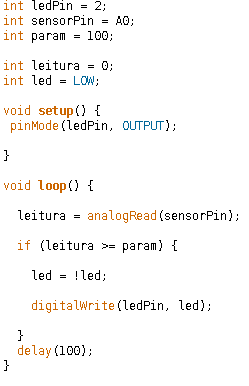 int ledPin = 2;
int sensorPin = A0;
int param = 100;

int leitura = 0;
int led = LOW;

void setup() {
 pinMode(ledPin, OUTPUT);

}

void loop() {

  leitura = analogRead(sensorPin);

  if (leitura >= param) {

    led = !led;

    digitalWrite(ledPin, led);

  }
  delay(100);
}